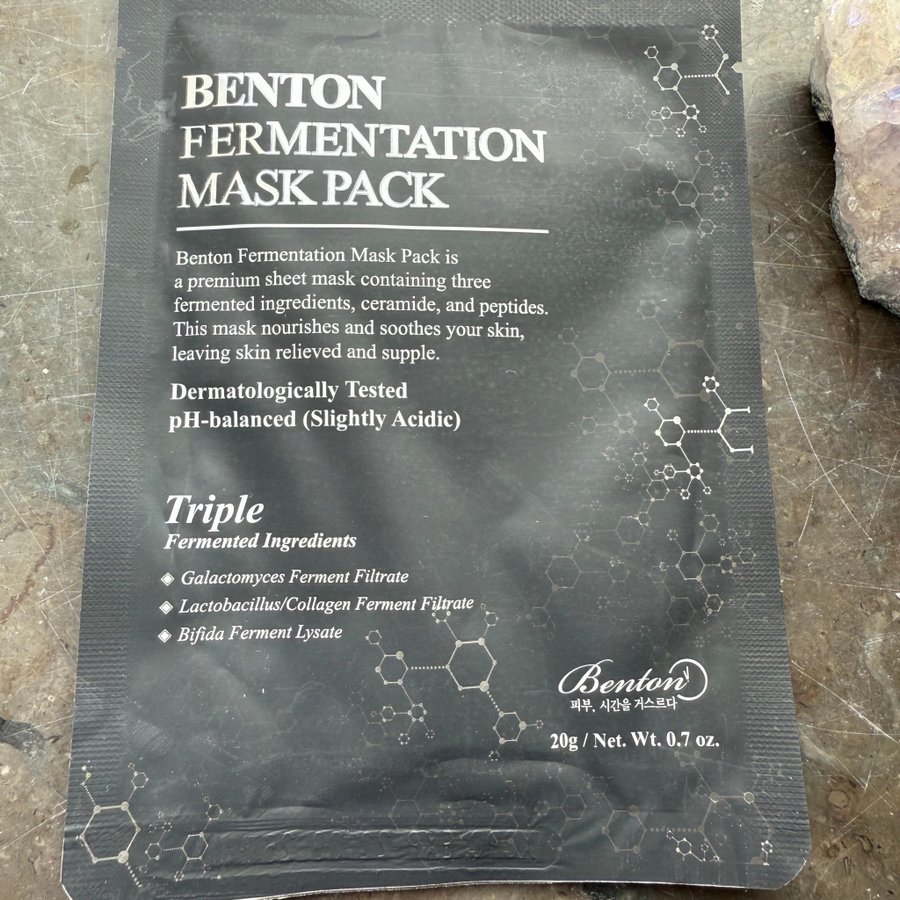 BENTON
FERMENTATION
MASK PACK
Benton Fermentation Mask Pack is
a premium sheet mask containing three
fermented ingredients, ceramide, and peptides.
This mask nourishes and soothes your skin,
leaving skin relieved and supple.
Dermatologically Tested
pH-balanced (Slightly Acidic)
Triple
Fermented Ingredients
◈ Galactomyces Ferment Filtrate
◈ Lactobacillus/Collagen Ferment Filtrate
◈ Bifida Ferment Lysate
Benton
피부, 시간을 거스르다
20g / Net. Wt. 0.7 oz.